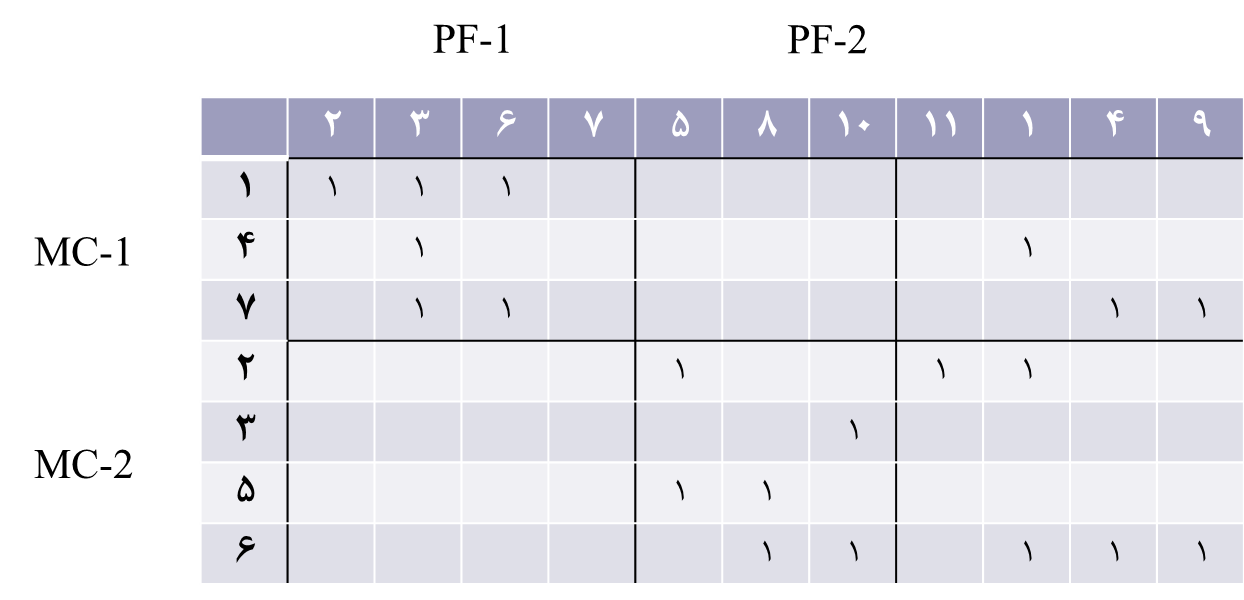 PF-1 PF-2
۲ ۳ ۶ ۷ ۵ ۸ ۱۰ ۱۱ ۱ ۴ ۹
۱ ۱ ۱ ۱
MC-1
۴ ۱ ۱
۷ ۱ ۱ ۱ ۱
۲ ۱ ۱ ۱
۳ ۱
MC-2
۵ ۱ ۱
۶ ۱ ۱ ۱ ۱ ۱